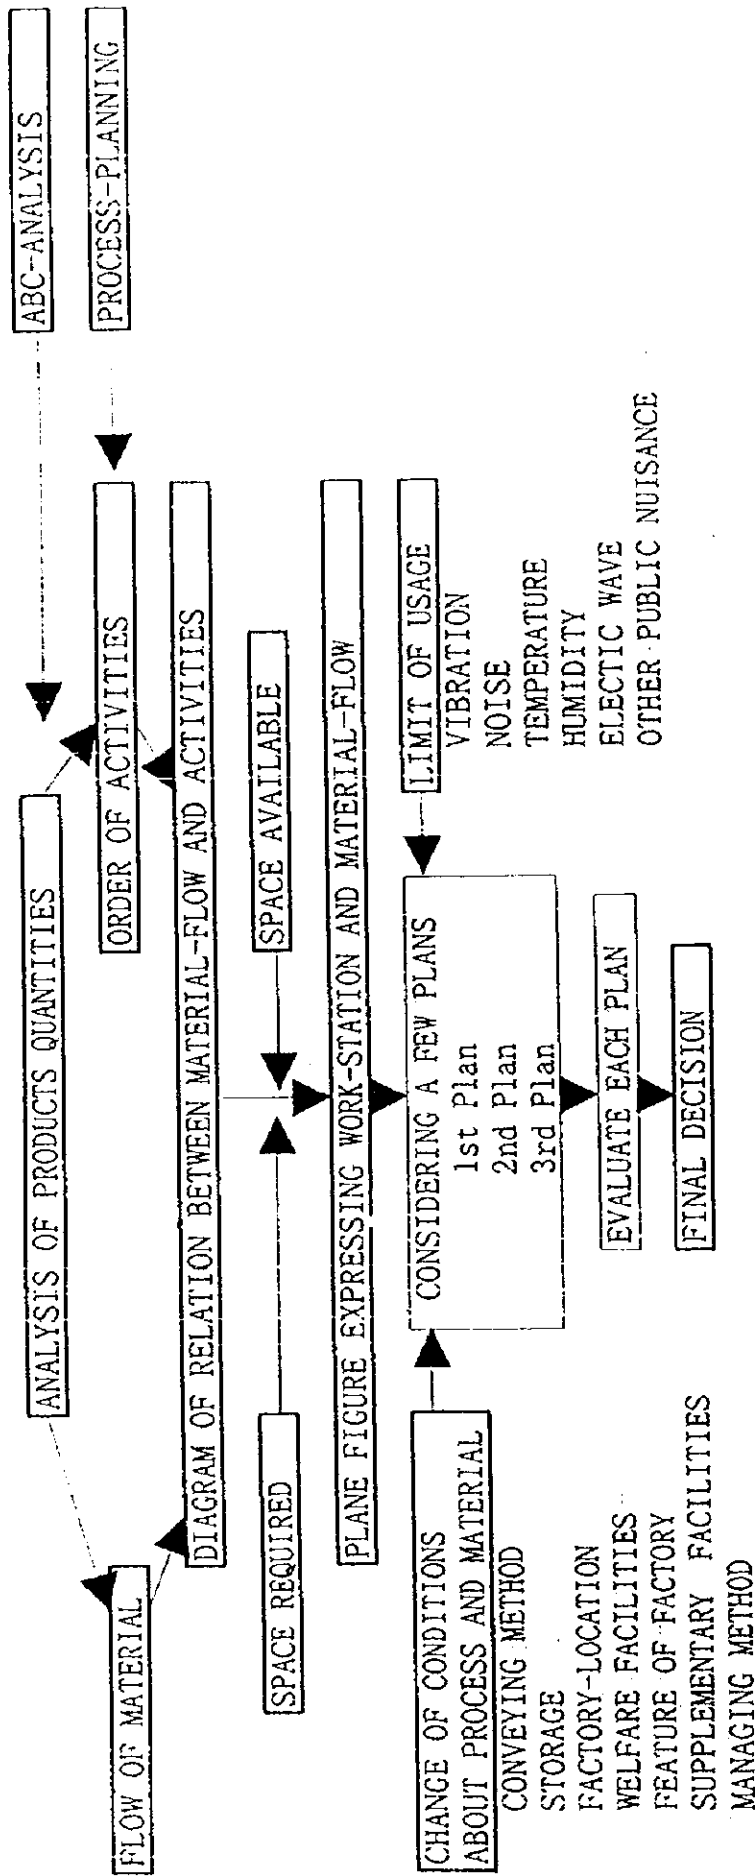 ABC-ANALYSIS
ANALYSIS OF PRODUCTS QUANTITIES
PROCESS-PLANNING
FLOW OF MATERIAL
ORDER OF ACTIVITIES
DIAGRAM OF RELATION BETWEEN MATERIAL-FLOW AND ACTIVITIES
SPACE REQUIRED
SPACE AVAILABLE
PLANE FIGURE EXPRESSING WORK-STATION AND MATERIAL-FLOW
CHANGE OF CONDITIONS
ABOUT PROCESS AND MATERIAL
CONVEYING METHOD
STORAGE
FACTORY-LOCATION
WELFARE FACILITIES
FEATURE OF FACTORY
SUPPLEMENTARY FACILITIES
MANAGING METHOD
CONSIDERING A FEW PLANS
1st Plan
2nd Plan
3rd Plan
LIMIT OF USAGE
VIBRATION
NOISE
TEMPERATURE
HUMIDITY
ELECTIC WAVE
OTHER PUBLIC NUISANCE
EVALUATE EACH PLAN
FINAL DECISION